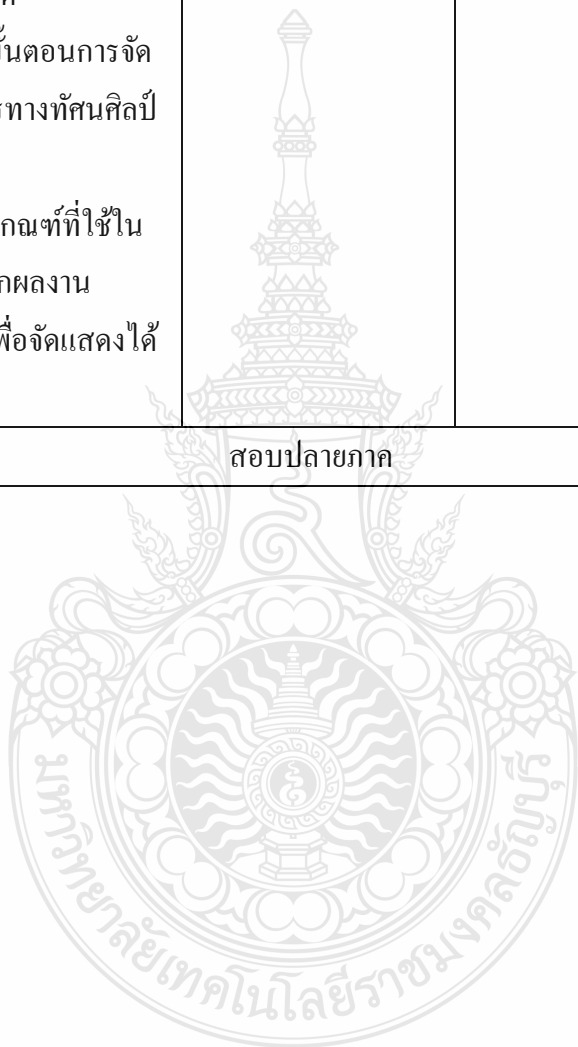 ขั้นตอนการจัด
ทางทัศนศิลป์
กณฑ์ที่ใช้ใน
กผลงาน
พื่อจัดแสดงได้
สอบปลายภาค
มหาวิทยาลัยเทคโนโลยีราชมงคลธัญบุรี